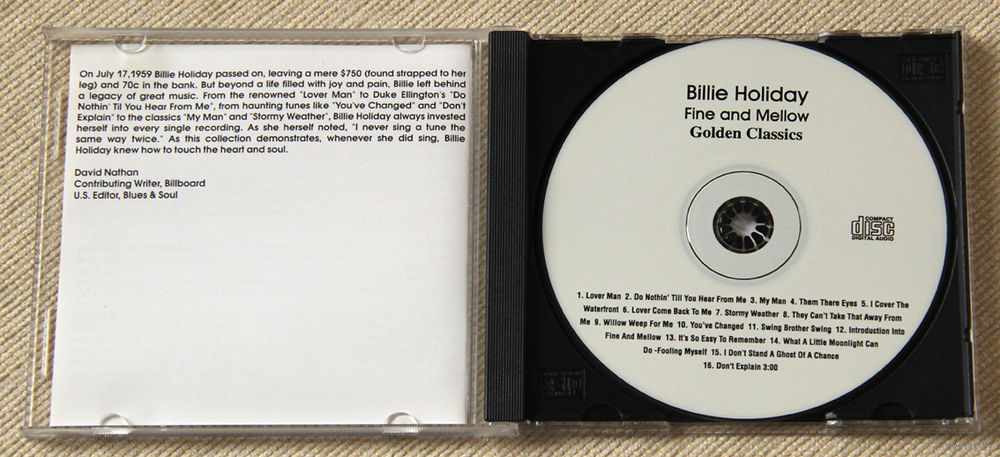 On July 17,1959 Billie Holiday passed on, leaving a mere $750 (found strapped to her
leg) and 70c in the bank. But beyond a life filled with joy and pain, Billie left behind
a legacy of great music. From the renowned "Lover Man" to Duke Ellington's "Do
Nothin' Til You Hear From Me", from haunting tunes like "You've Changed" and "Don't
Explain" to the classics "My Man" and "Stormy Weather", Billie Holiday always invested
herself into every single recording. As she herself noted, "I never sing a tune the
same way twice." As this collection demonstrates, whenever she did sing, Billie
Holiday knew how to touch the heart and soul.
David Nathan
Contributing Writer, Billboard
U.S. Editor, Blues & Soul
Billie Holiday
Fine and Mellow
Golden Classics
COMPACT
disc
DIGITAL AUDIO
1. Lover Man 2. Do Nothin' Till You Hear From Me 3. My Man 4. Them There Eyes 5. I Cover The
Waterfront 6. Lover Come Back To Me 7. Stormy Weather 8. They Can't Take That Away From
Me 9. Willow Weep For Me 10. You've Changed 11. Swing Brother Swing 12. Introduction Into
Fine And Mellow 13. It's So Easy To Remember 14. What A Little Moonlight Can
Do -Fooling Myself 15. I Don't Stand A Ghost Of A Chance
16. Don't Explain 3:00